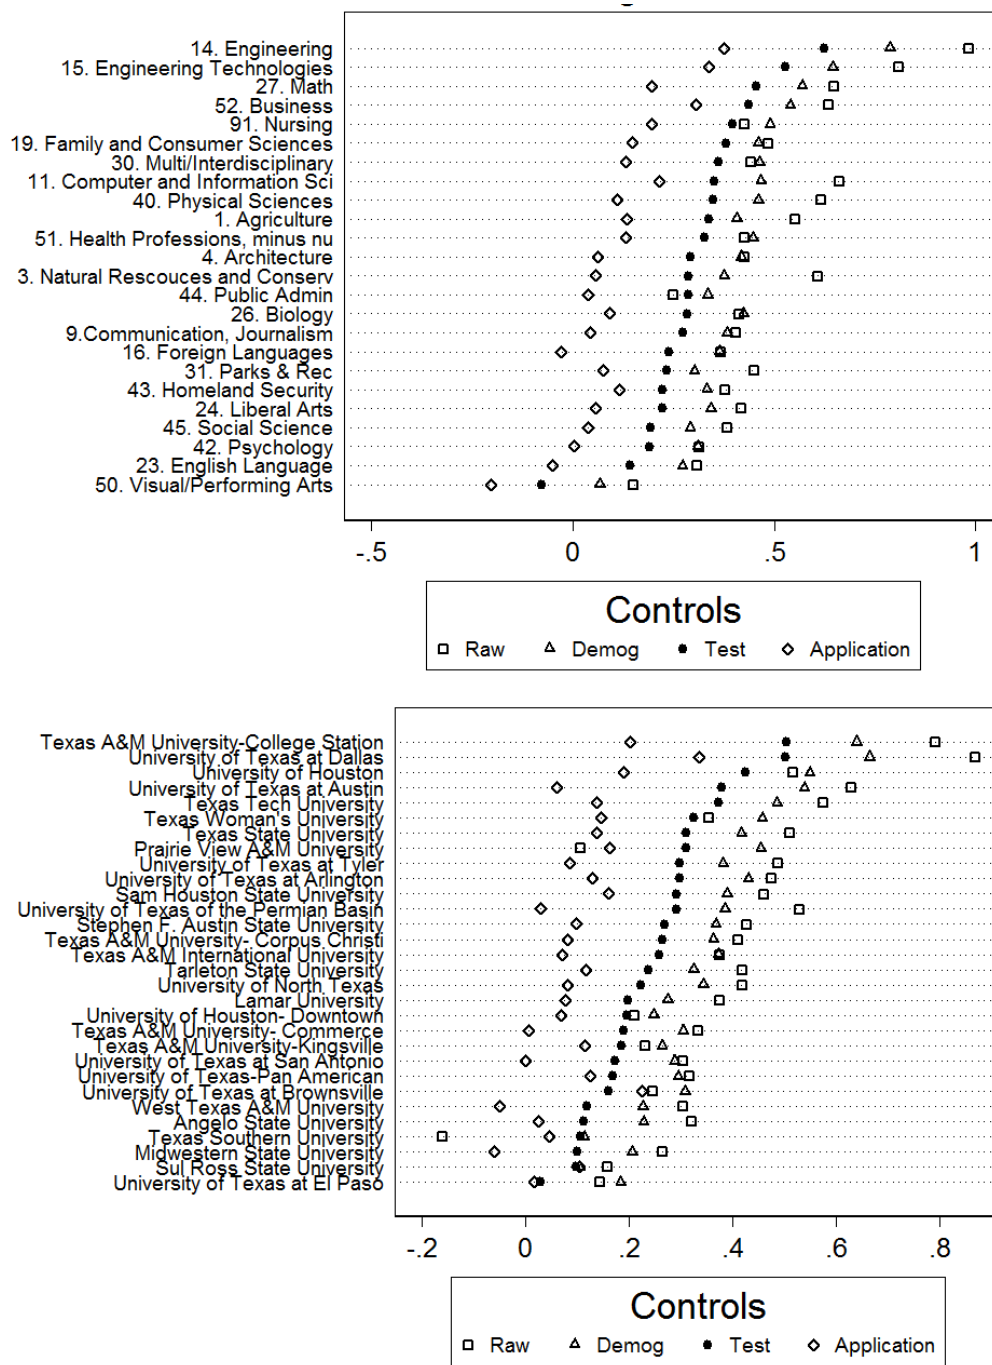 14. Engineering
15. Engineering Technologies
27. Math
52. Business
91. Nursing
19. Family and Consumer Sciences
30. Multi/Interdisciplinary
11. Computer and Information Sci
40. Physical Sciences
1. Agriculture
51. Health Professions, minus nu
4. Architecture
3. Natural Rescouces and Conserv
44. Public Admin
26. Biology
9.Communication, Journalism
16. Foreign Languages
31. Parks & Rec
43. Homeland Security
24. Liberal Arts
45. Social Science
42. Psychology
23. English Language
50. Visual/Performing Arts
-.5 0 .5 1
Controls
Raw Demog Test Application
Texas A&M University-College Station
University of Texas at Dallas
University of Houston
University of Texas at Austin
Texas Tech University
Texas Woman's University
Texas State University
Prairie View A&M University
University of Texas at Tyler
University of Texas at Arlington
Sam Houston State University
University of Texas of the Permian Basin
Stephen F. Austin State University
Texas A&M University- Corpus Christi
Texas A&M International University
Tarleton State University
University of North Texas
Lamar University
University of Houston- Downtown
Texas A&M University- Commerce
Texas A&M University-Kingsville
University of Texas at San Antonio
University of Texas-Pan American
University of Texas at Brownsville
West Texas A&M University
Angelo State University
Texas Southern University
Midwestern State University
Sul Ross State University
University of Texas at El Paso
-.2 0 .2 .4 .6 .8
Controls
Raw Demog Test Application